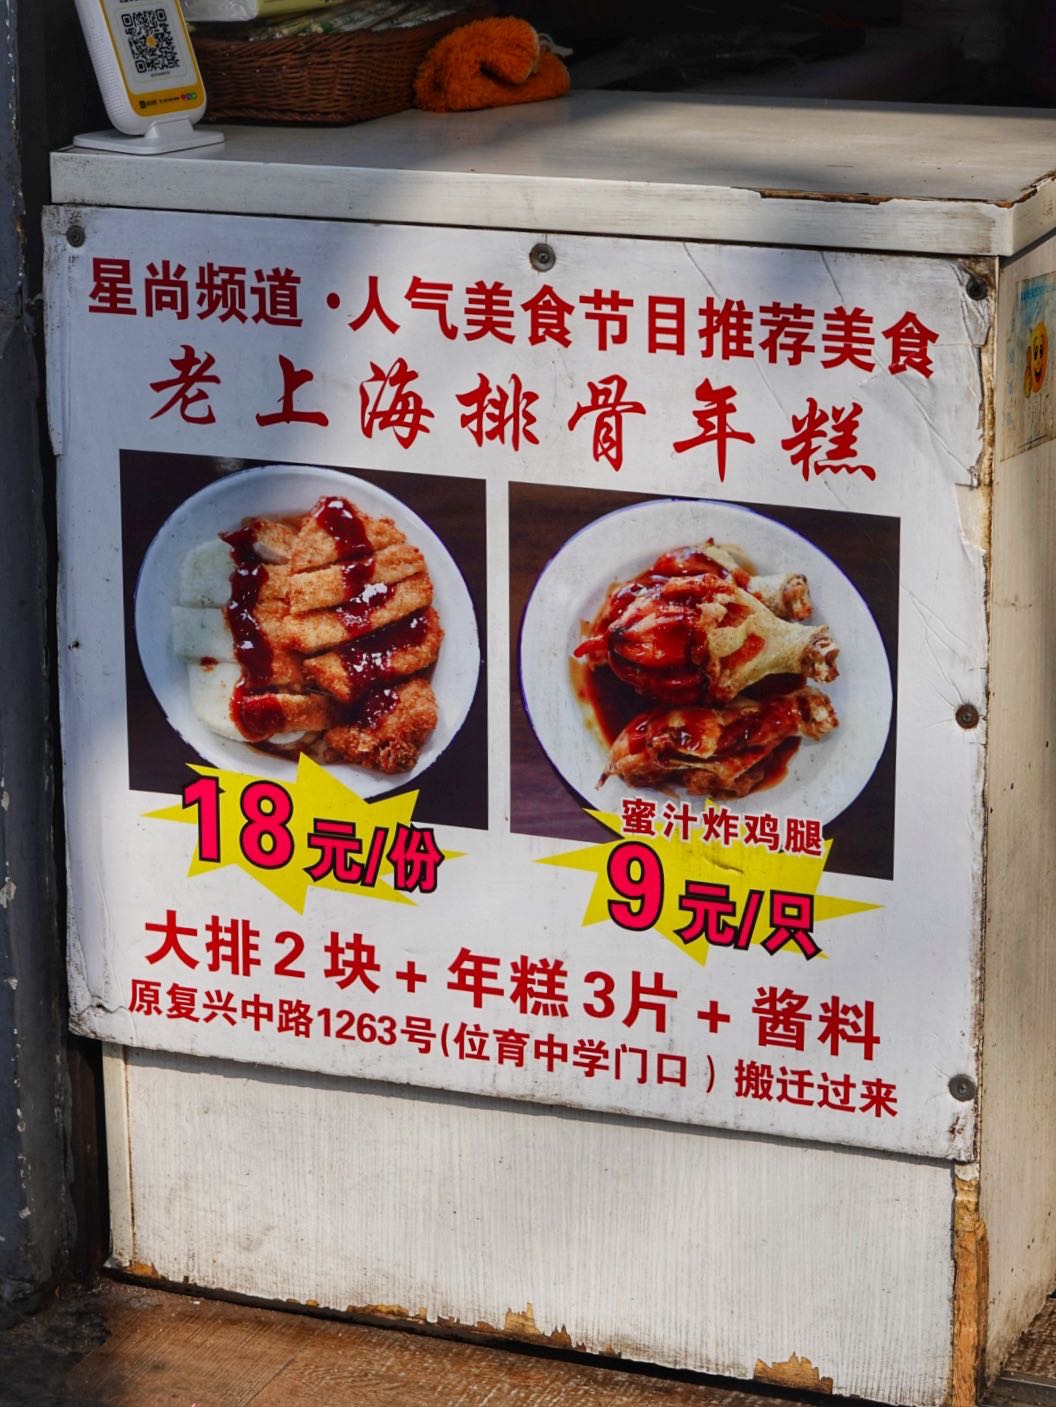 星尚频道·人气美食节目推荐美食
老上海排骨年糕
18元/份
蜜汁炸鸡腿
9元/只
大排2块+年糕3片+酱料
原复兴中路1263号(位育中学门口)搬迁过来